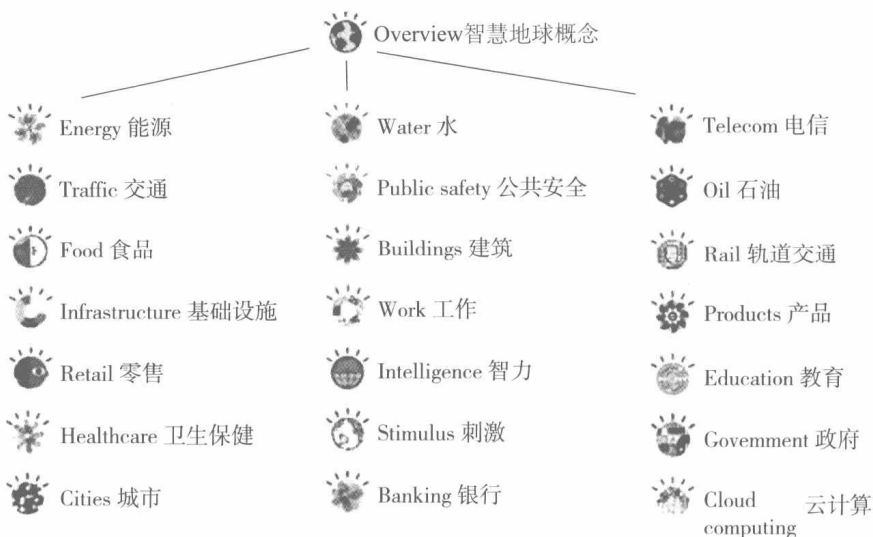 Overview智慧地球概念
Energy 能源
Traffic 交通
Food 食品
Infrastructure 基础设施
Retail 零售
Healthcare 卫生保健
Cities 城市
Water 水
Public safety 公共安全
Buildings 建筑
Work 工作
Intelligence 智力
Stimulus 刺激
Banking 银行
Telecom 电信
Oil 石油
Rail 轨道交通
Products 产品
Education 教育
Govemment 政府
Cloud 云计算
computing